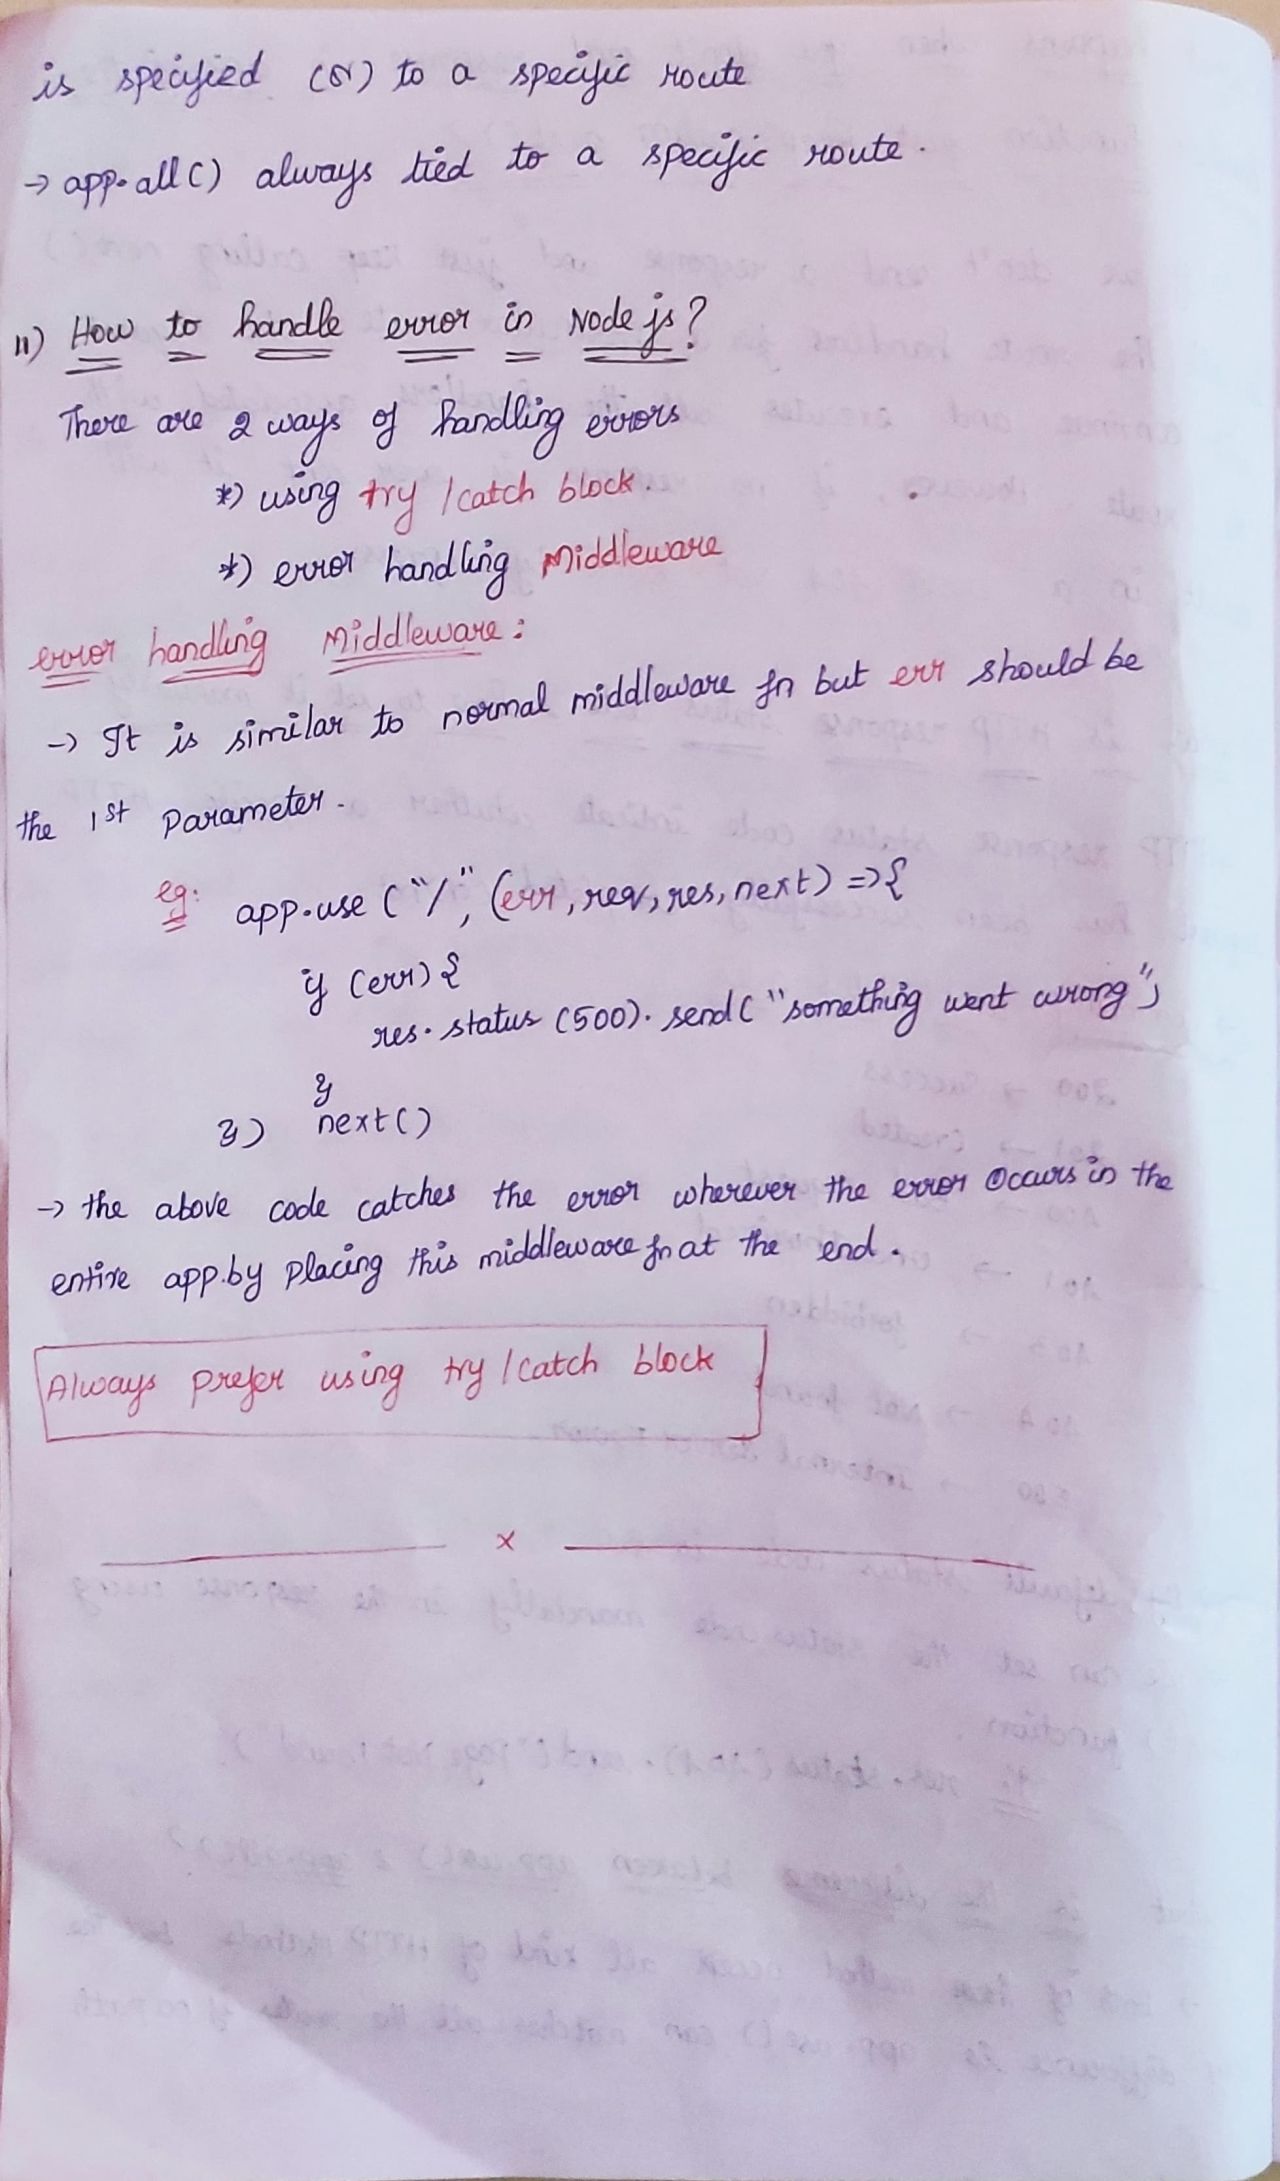 is specified (or) to a specific route
→ app.all() always tied to a specific route.
11) How to handle error in Node js?
There are 2 ways of handling errors
*) using try/catch block.
*) error handling Middleware
error handling Middleware:
→ It is similar to normal middleware fn but err should be
the 1st Parameter.
eg: app.use("/", (err, req, res, next) => {
if (err) {
res.status(500).send("something went wrong");
}
}) next()
→ the above code catches the error wherever the error occurs in the
entire app.by placing this middleware fn at the end.
Always prefer using try/catch block
x